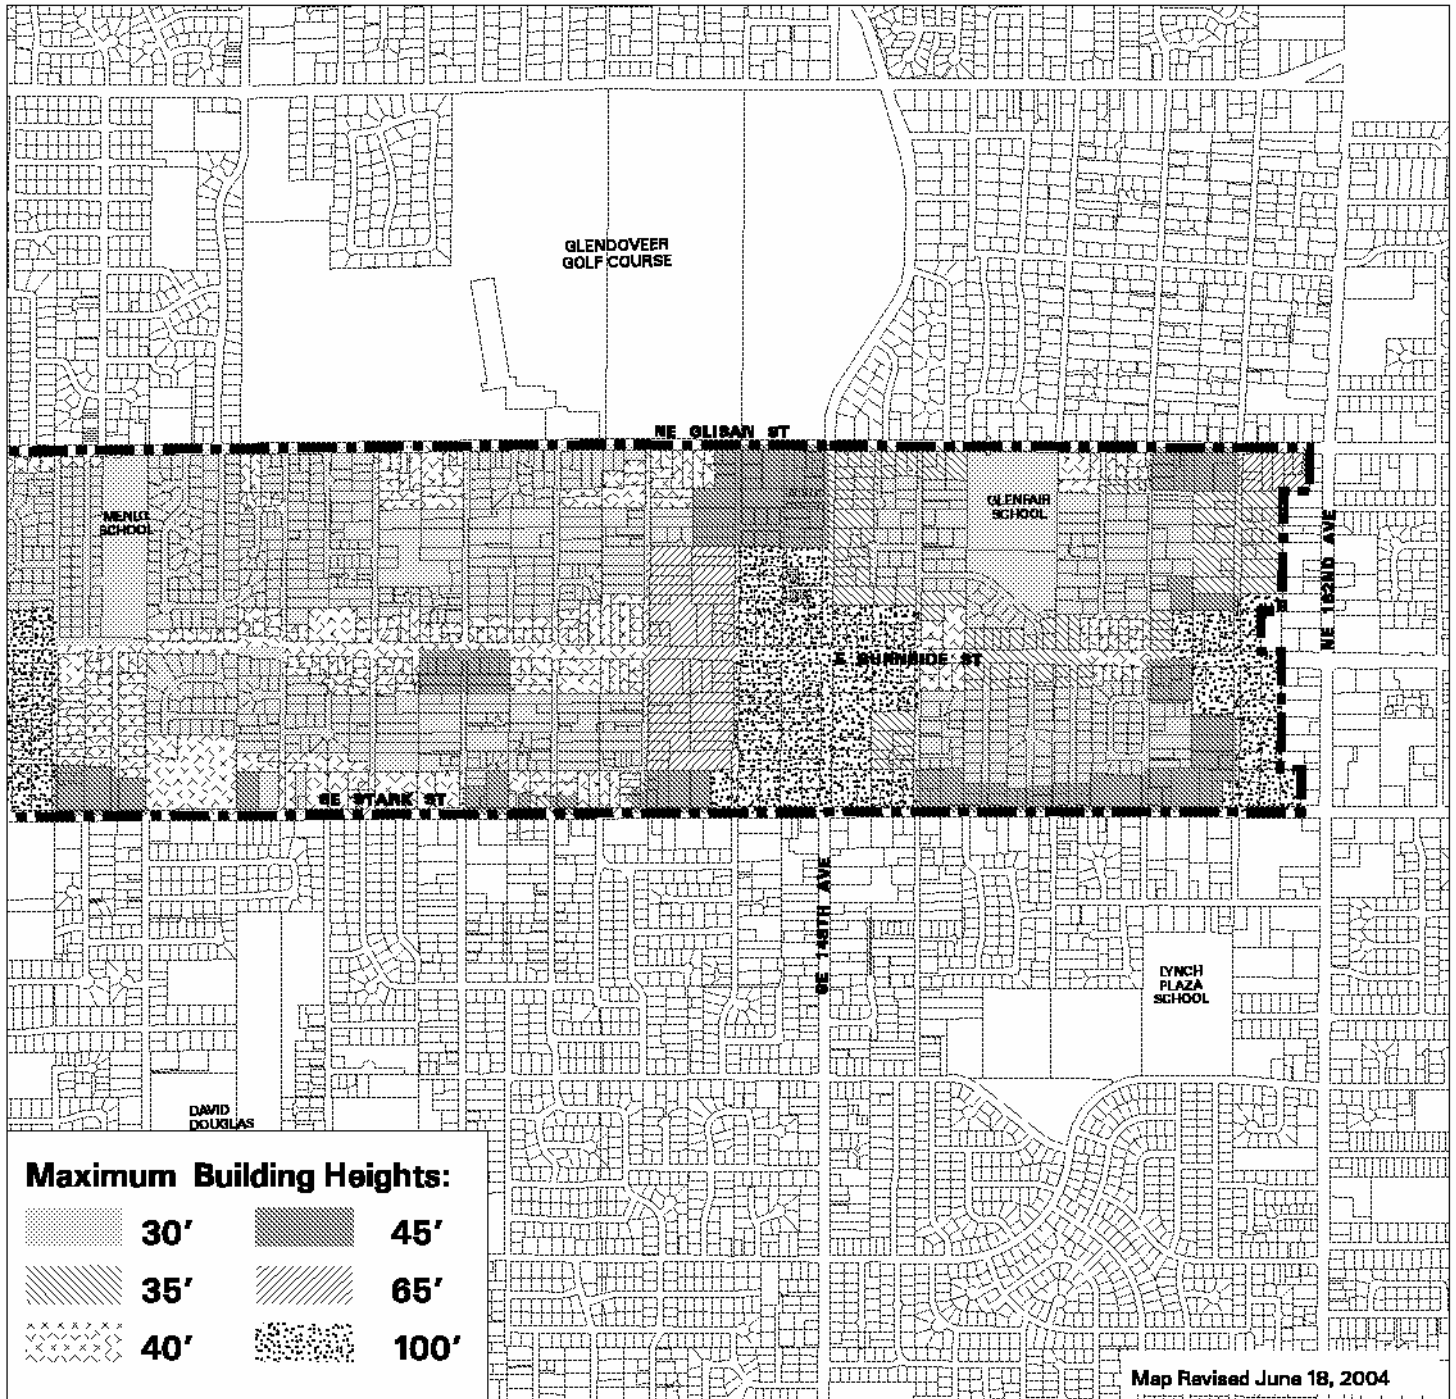 GLENDOVEER
GOLF COURSE
NE GLISAN ST
MENLO
SCHOOL
GLENFAIR
SCHOOL
NE 162ND AVE
E BURNSIDE ST
SE STARK ST
SE 148TH AVE
LYNCH
PLAZA
SCHOOL
DAVID
DOUGLAS
Maximum Building Heights:
30' 45'
35' 65'
40' 100'
Map Revised June 18, 2004